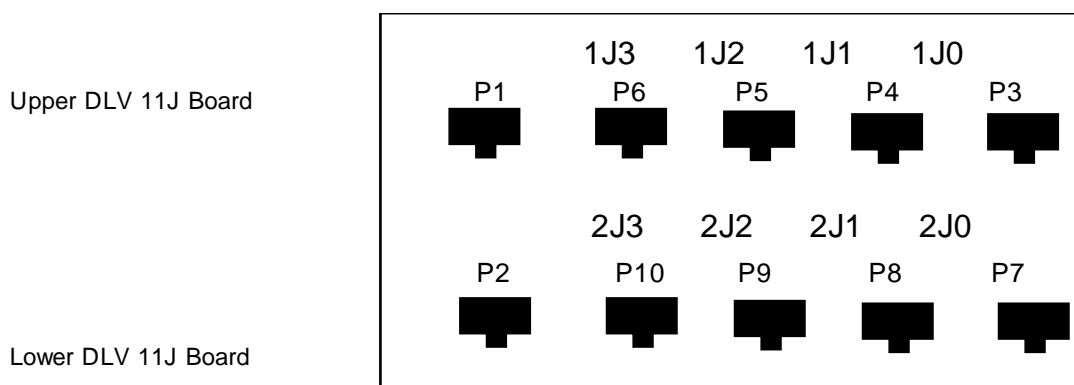 1J3 1J2 1J1 1J0
Upper DLV 11J Board
P1 P6 P5 P4 P3
2J3 2J2 2J1 2J0
P2 P10 P9 P8 P7
Lower DLV 11J Board